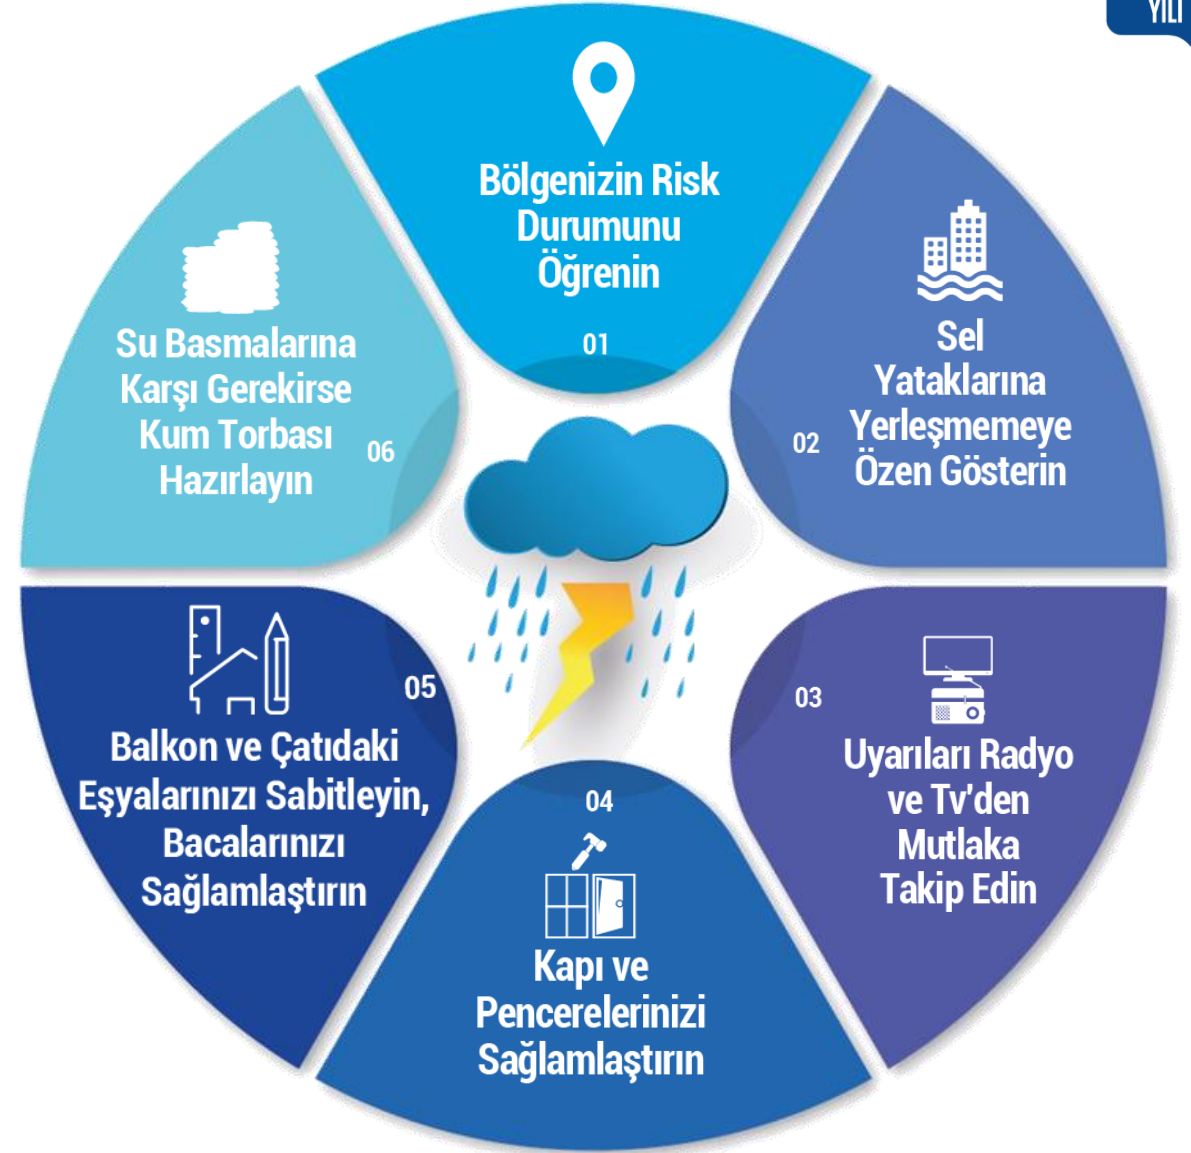 YILI
Bölgenizin Risk
Durumunu
Öğrenin
01
Sel
Yataklarına
Yerleşmemeye
Özen Gösterin
02
03
Uyarıları Radyo
ve Tv'den
Mutlaka
Takip Edin
04
Kapı ve
Pencerelerinizi
Sağlamlaştırın
05
Balkon ve Çatıdaki
Eşyalarınızı Sabitleyin,
Bacalarınızı
Sağlamlaştırın
Su Basmalarına
Karşı Gerekirse
Kum Torbası
Hazırlayın
06